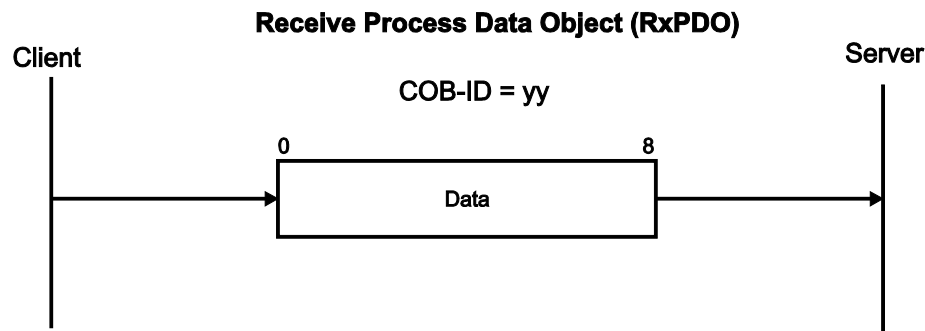 Receive Process Data Object (RxPDO)
Client
Server
COB-ID = yy
0 8
Data